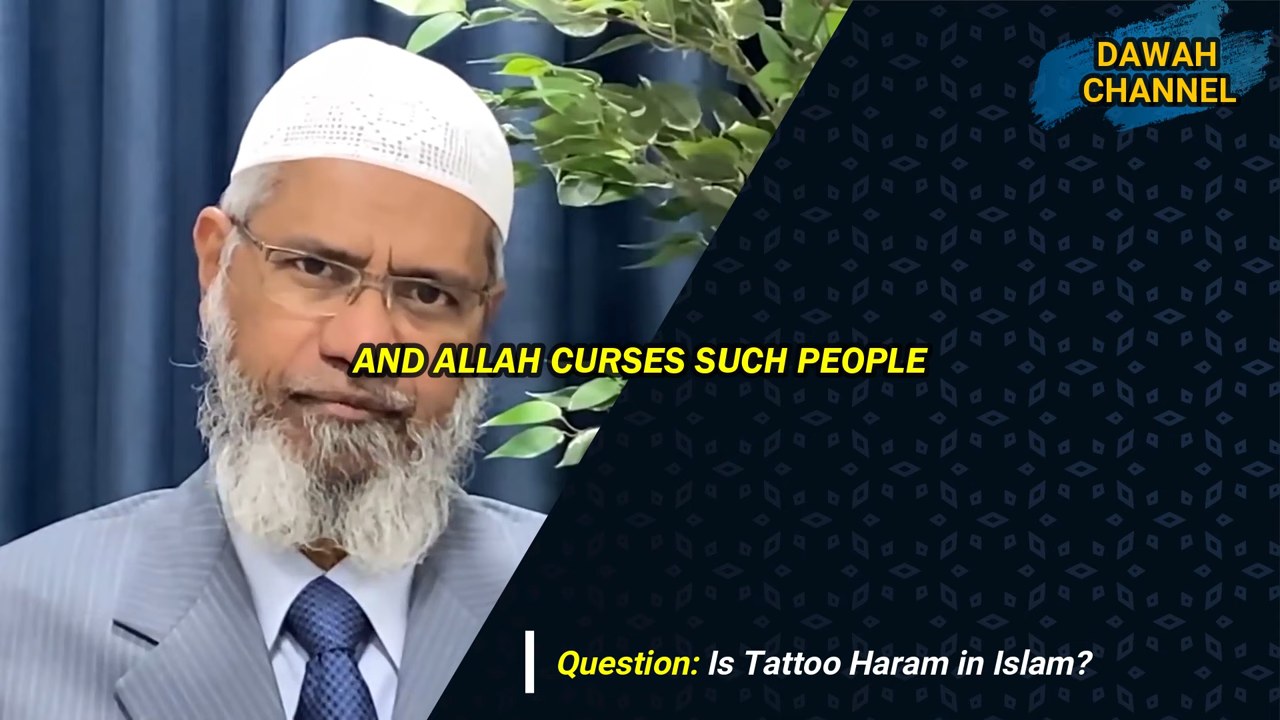 DAWAH
CHANNEL
AND ALLAH CURSES SUCH PEOPLE
Question: Is Tattoo Haram in Islam?